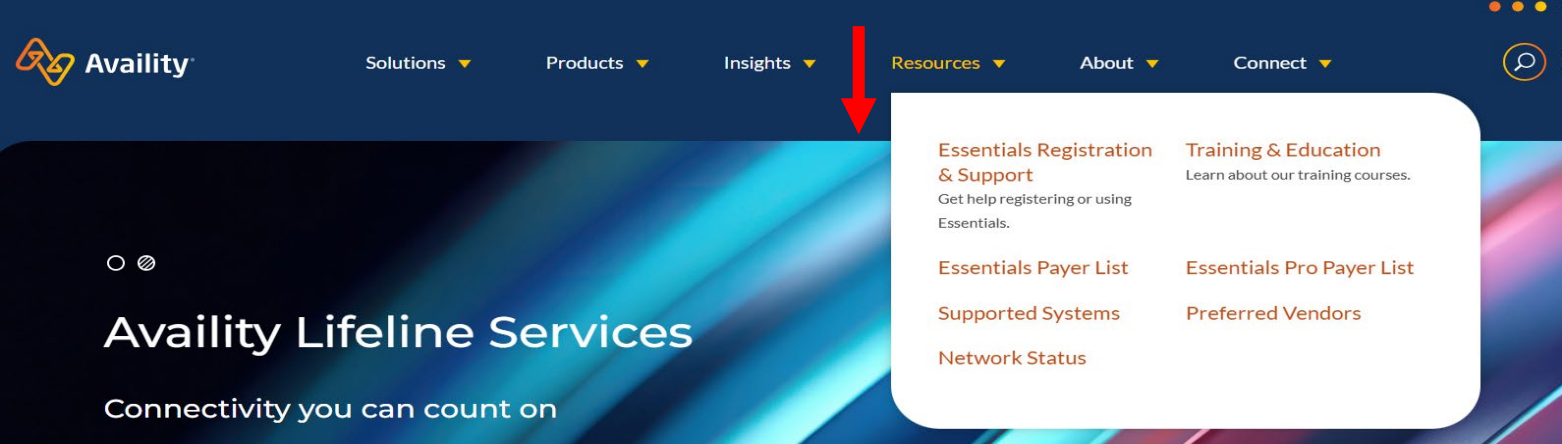 Availity
Solutions
Products
Insights
Resources
About
Connect
Essentials Registration
& Support
Get help registering or using
Essentials.
Training & Education
Learn about our training courses.
Essentials Payer List
Essentials Pro Payer List
Supported Systems
Preferred Vendors
Network Status
Availity Lifeline Services
Connectivity you can count on